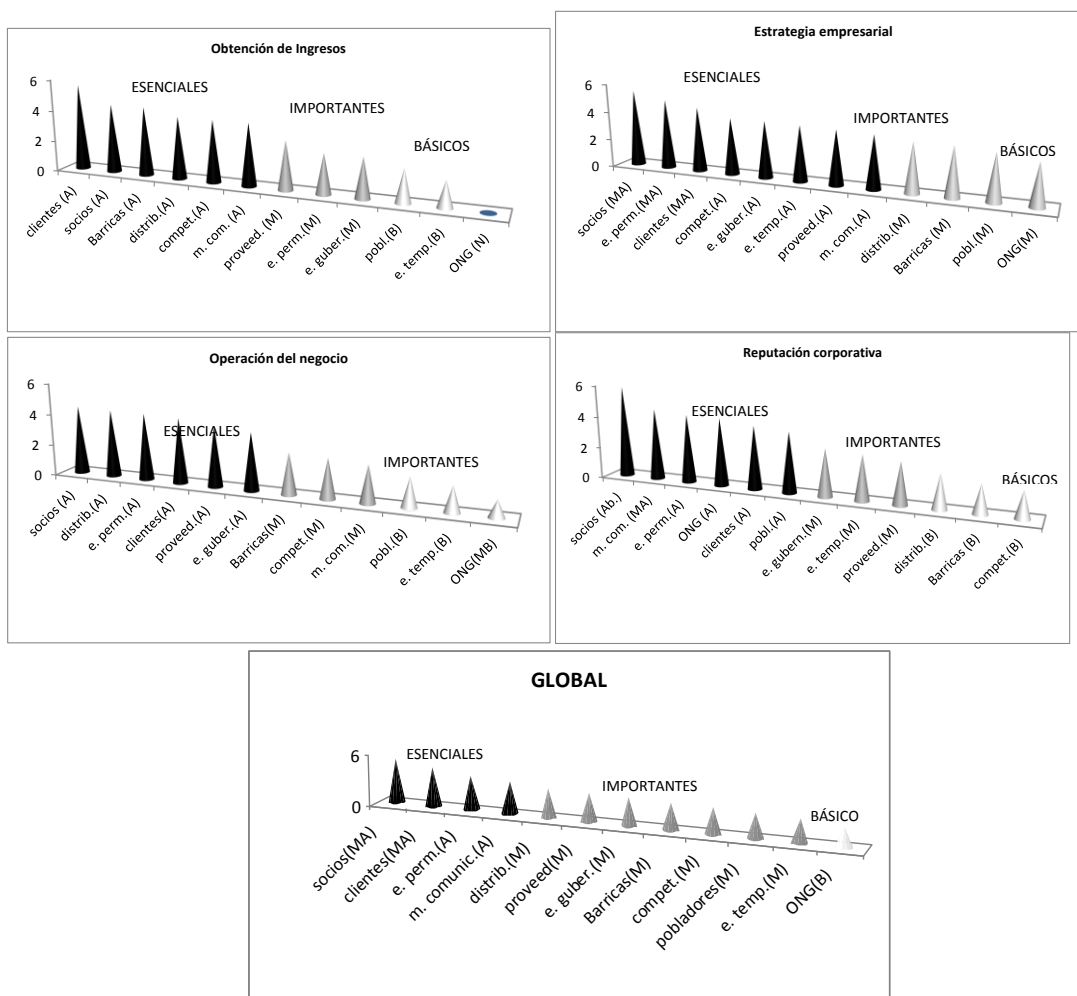 Obtención de Ingresos
6
4
2
0
ESENCIALES
IMPORTANTES
BÁSICOS
clientes (A)
socios (A)
Barricas (A)
distrib.(A)
compet.(A)
m. com. (A)
proveed. (M)
e. perm.(M)
e. guber.(M)
pobl.(B)
e. temp.(B)
ONG (N)
Estrategia empresarial
6
4
2
0
ESENCIALES
IMPORTANTES
BÁSICOS
socios (MA)
e. perm.(MA)
clientes (MA)
compet.(A)
e. guber.(A)
e. temp.(A)
proveed.(A)
m. com.(A)
distrib.(M)
Barricas (M)
pobl.(M)
ONG(M)
Operación del negocio
6
4
2
0
ESENCIALES
IMPORTANTES
socios (A)
distrib.(A)
e. perm.(A)
clientes(A)
proveed.(A)
e. guber.(A)
Barricas(M)
compet.(M)
m. com.(M)
pobl.(B)
e. temp.(B)
ONG(MB)
Reputación corporativa
6
4
2
0
ESENCIALES
IMPORTANTES
BÁSICOS
socios (Ab.)
m. com. (MA)
e. perm.(A)
ONG (A)
clientes (A)
pobl.(A)
e. gubern.(M)
e. temp.(M)
proveed.(M)
distrib.(B)
Barricas (B)
compet.(B)
GLOBAL
6
0
ESENCIALES
IMPORTANTES
BÁSICO
socios(MA)
clientes(MA)
e. perm.(A)
m. comunic.(A)
distrib.(M)
proveed(M)
e. guber.(M)
Barricas(M)
compet.(M)
pobladores(M)
e. temp.(M)
ONG(B)